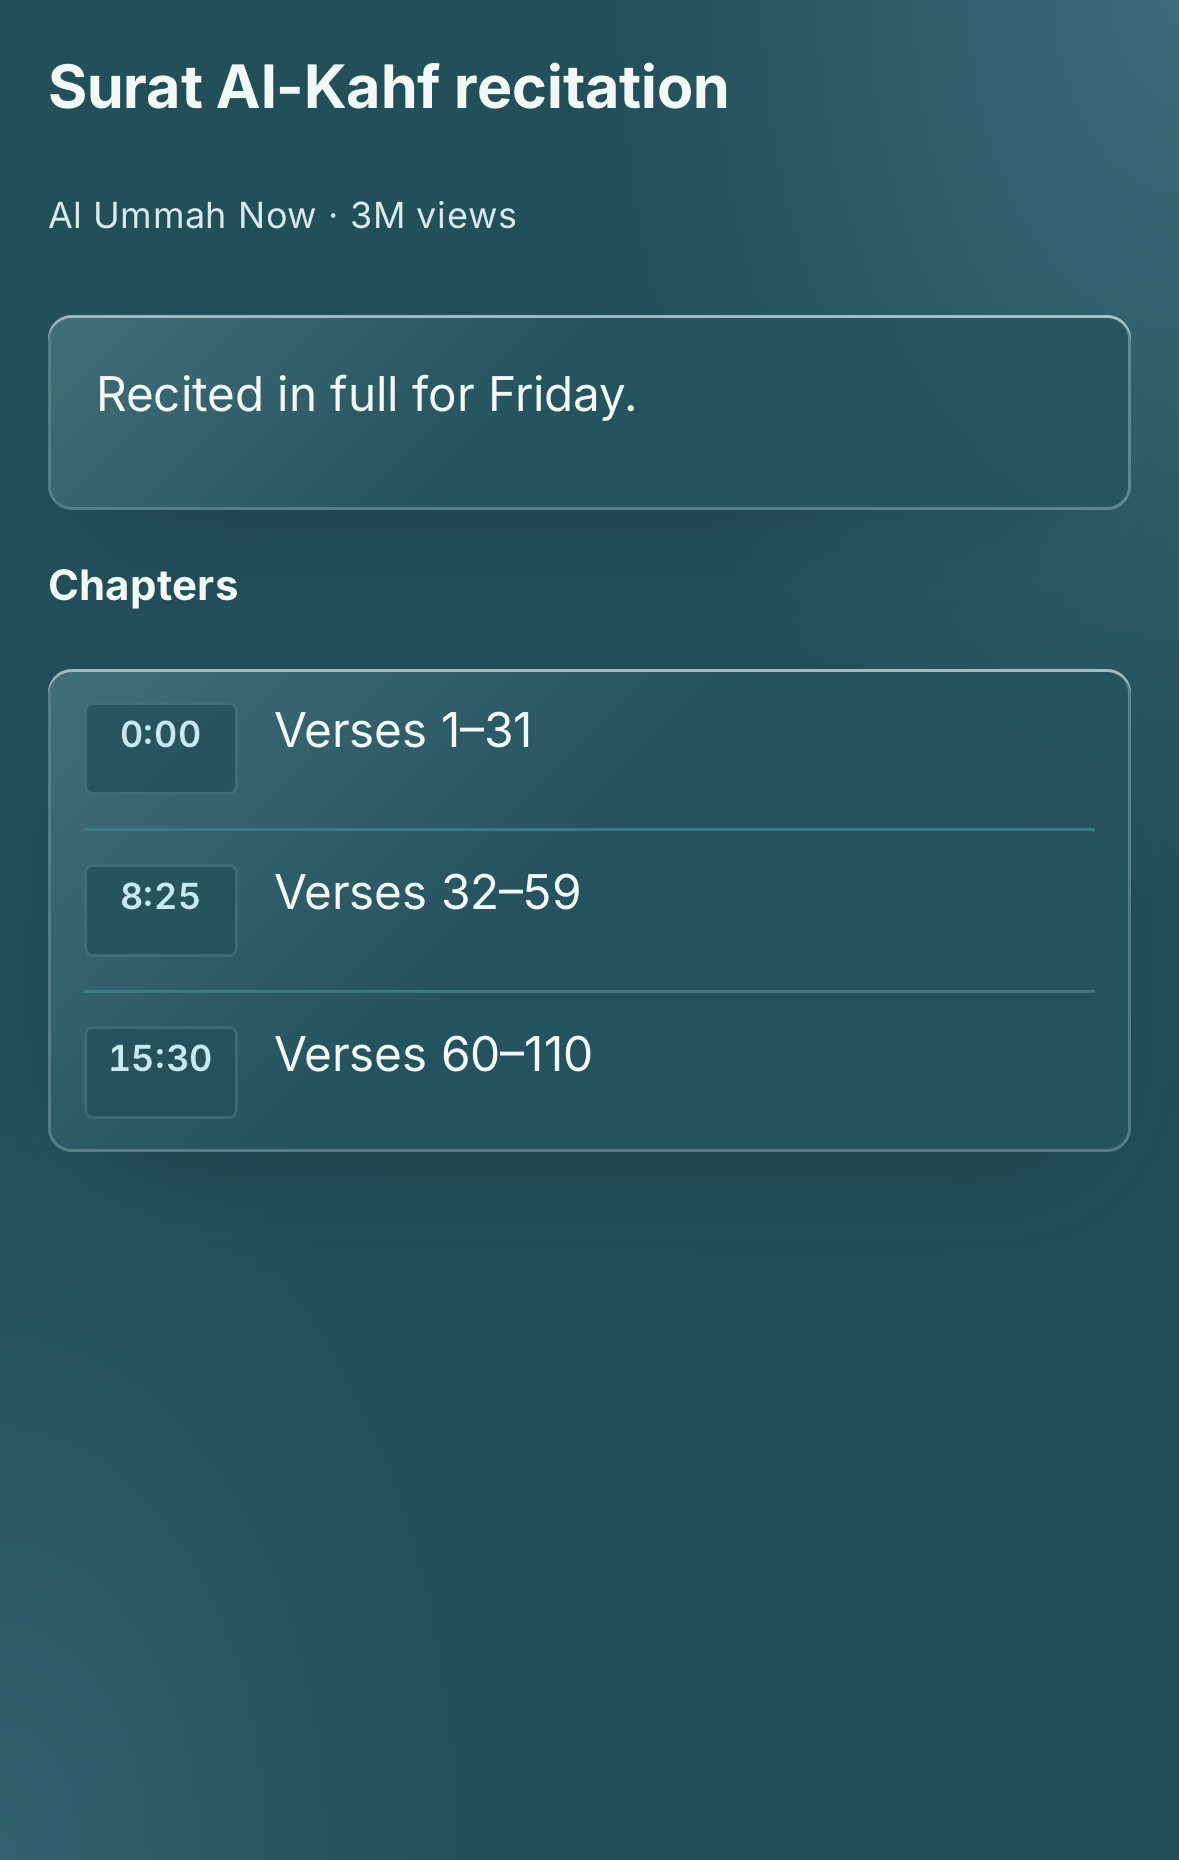 Surat Al-Kahf recitation
Al Ummah Now · 3M views
Recited in full for Friday.
Chapters
0:00 Verses 1–31
8:25 Verses 32–59
15:30 Verses 60–110